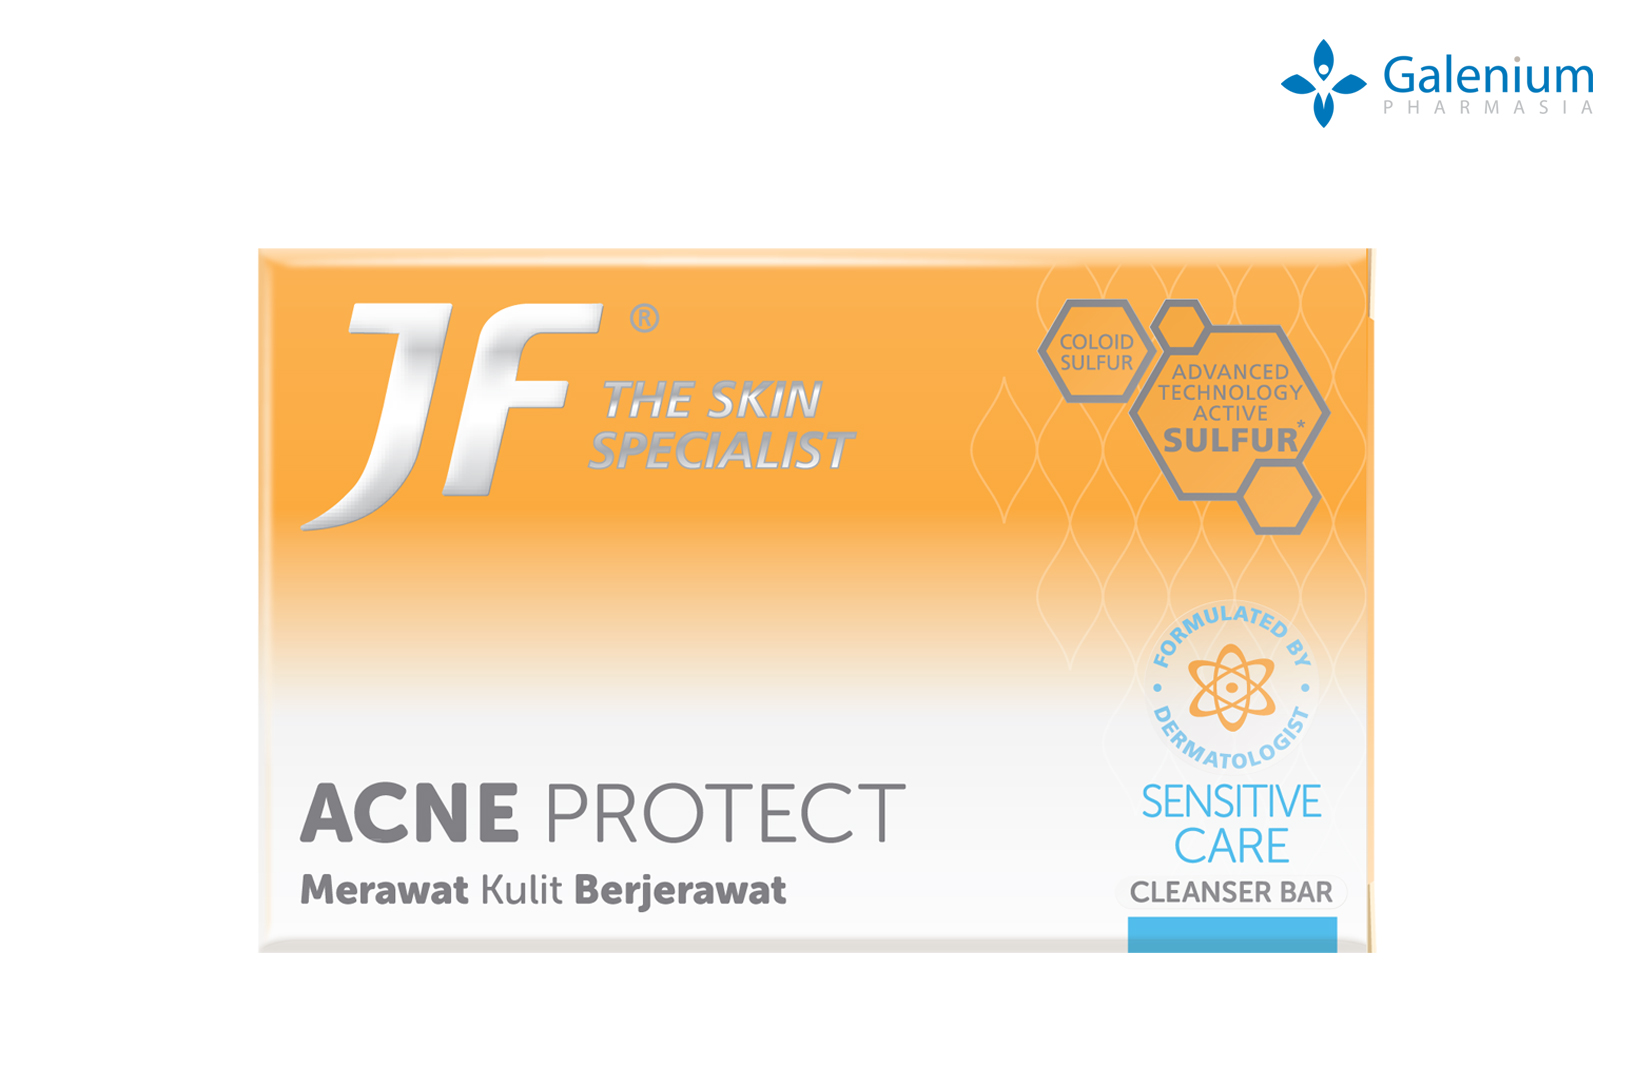 Galenium
PHARMASIA
JF®
THE SKIN
SPECIALIST
COLOID
SULFUR
ADVANCED
TECHNOLOGY
ACTIVE
SULFUR*
FORMULATED BY
DERMATOLOGIST
SENSITIVE
CARE
CLEANSER BAR
ACNE PROTECT
Merawat Kulit Berjerawat